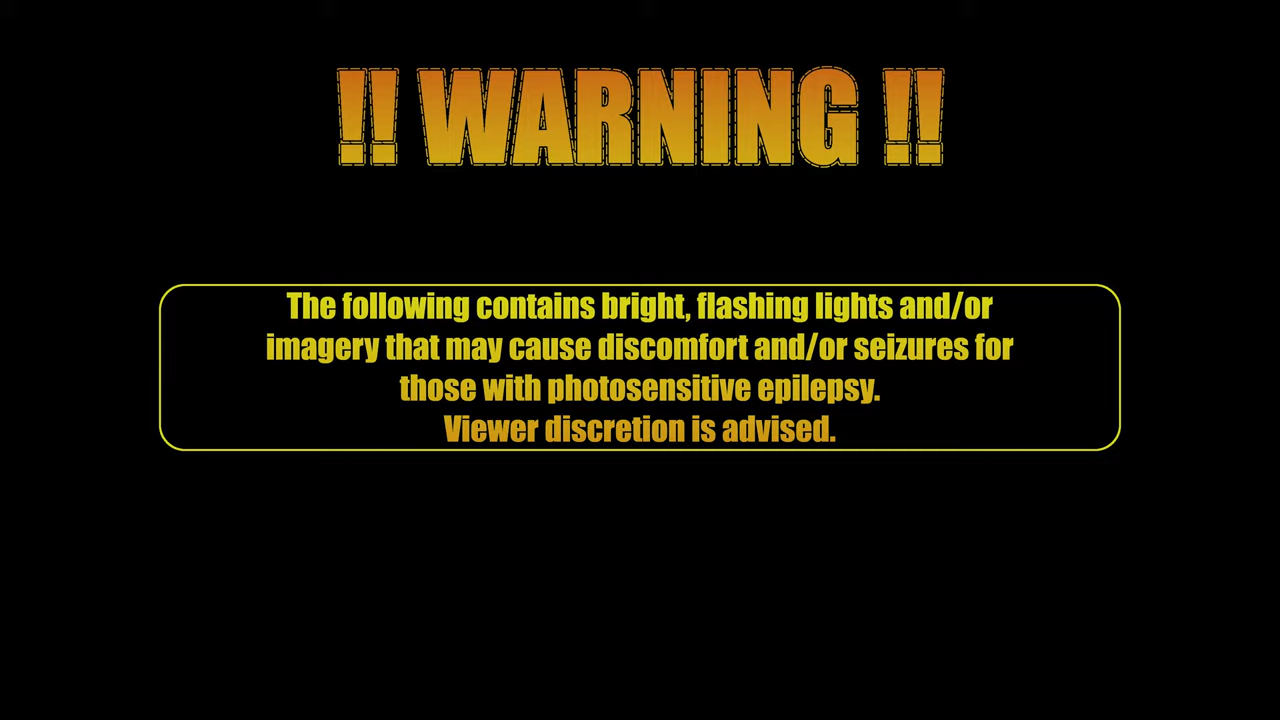 !! WARNING !!
The following contains bright, flashing lights and/or
imagery that may cause discomfort and/or seizures for
those with photosensitive epilepsy.
Viewer discretion is advised.